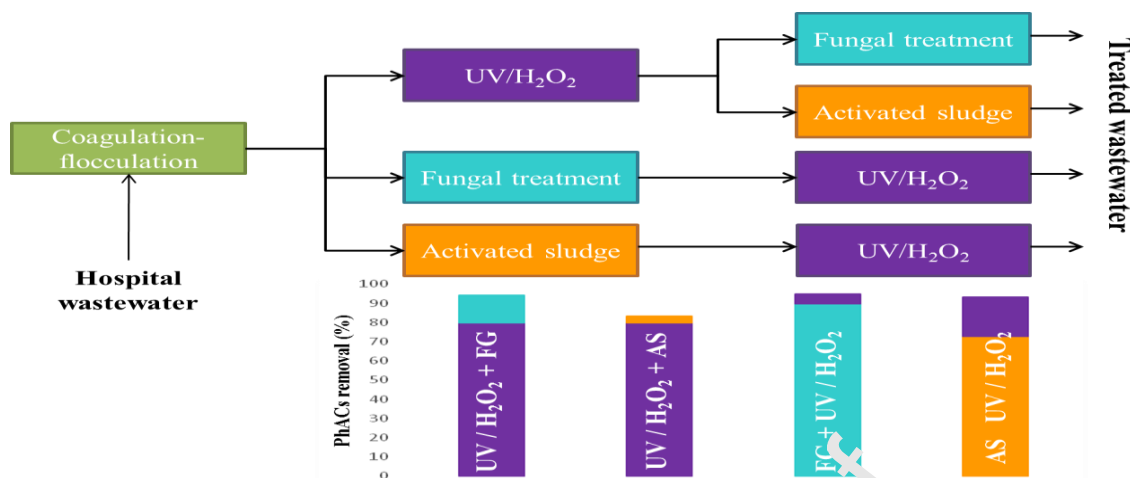 Fungal treatment
UV/H₂O₂
Activated sludge
Coagulation-
flocculation
Fungal treatment
UV/H₂O₂
Activated sludge
UV/H₂O₂
Treated wastewater
Hospital
wastewater
PhACs removal (%)
100
90
80
70
60
50
40
30
20
10
0
UV / H₂O₂ + FG
UV / H₂O₂ + AS
FG + UV / H₂O₂
AS UV / H₂O₂
f